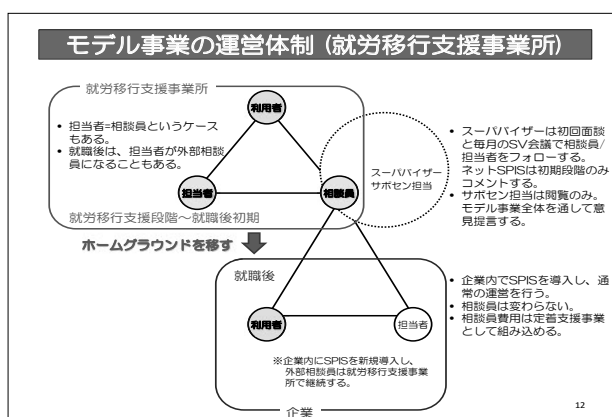 モデル事業の運営体制 (就労移行支援事業所)
就労移行支援事業所
利用者
• 担当者=相談員というケース
もある。
• 就職後は、担当者が外部相談
員になることもある。
担当者
相談員
スーパバイザー
サポセン担当
就労移行支援段階～就職後初期
• スーパーバイザーは初回面談
と毎月のSV会議で相談員/
担当者をフォローする。
ネットSPISは初期段階のみ
コメントする。
• サポセン担当は閲覧のみ。
モデル事業全体を通して意
見提言する。
ホームグラウンドを移す
就職後
利用者
担当者
※企業内にSPISを新規導入し、
外部相談員は就労移行支援事業
所で継続する。
企業
• 企業内でSPISを導入し、通
常の運営を行う。
• 相談員は変わらない。
• 相談員費用は定着支援事業
として組み込める。
12